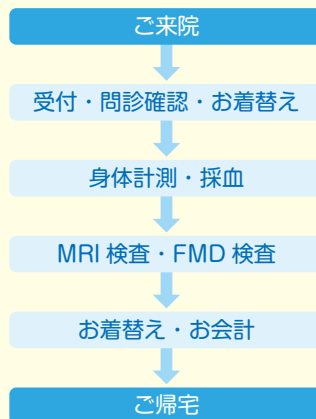 ご来院
受付・問診確認・お着替え
身体計測・採血
MRI 検査・FMD 検査
お着替え・お会計
ご帰宅